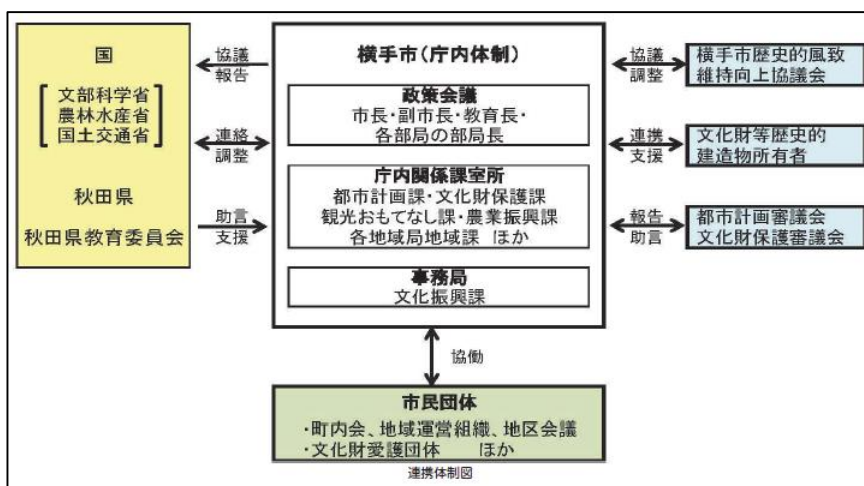 国
文部科学省
農林水産省
国土交通省
秋田県
秋田県教育委員会
協議
報告
連絡
調整
助言
支援
横手市(庁内体制)
政策会議
市長・副市長・教育長・
各部局の部局長
庁内関係課室所
都市計画課・文化財保護課
観光おもてなし課・農業振興課
各地域局地域課 ほか
事務局
文化振興課
協議
調整
連携
支援
報告
助言
横手市歴史的風致
維持向上協議会
文化財等歴史的
建造物所有者
都市計画審議会
文化財保護審議会
協働
市民団体
・町内会、地域運営組織、地区会議
・文化財愛護団体 ほか
連携体制図